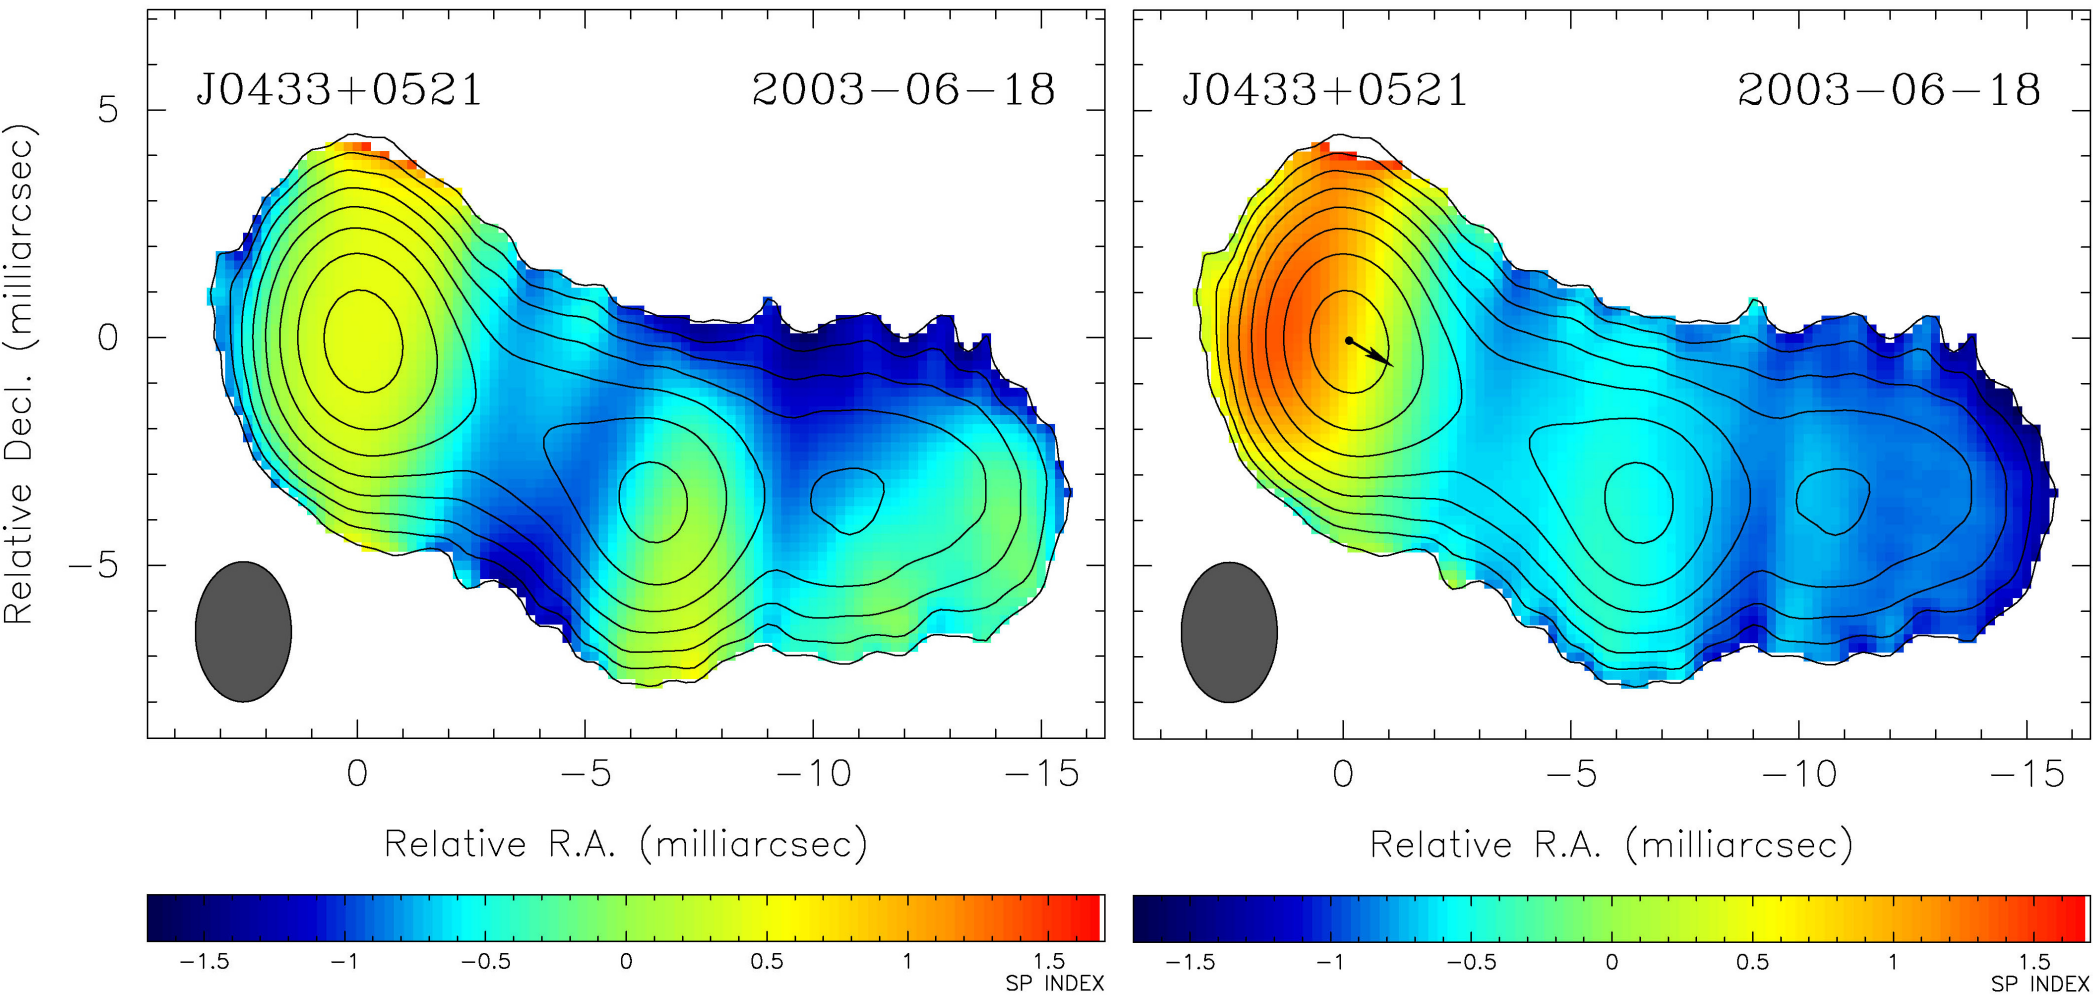 J0433+0521 2003-06-18
J0433+0521 2003-06-18
Relative Decl. (milliarcsec)
5
0
-5
0 -5 -10 -15
0 -5 -10 -15
Relative R.A. (milliarcsec)
Relative R.A. (milliarcsec)
-1.5 -1 -0.5 0 0.5 1 1.5
SP INDEX
-1.5 -1 -0.5 0 0.5 1 1.5
SP INDEX